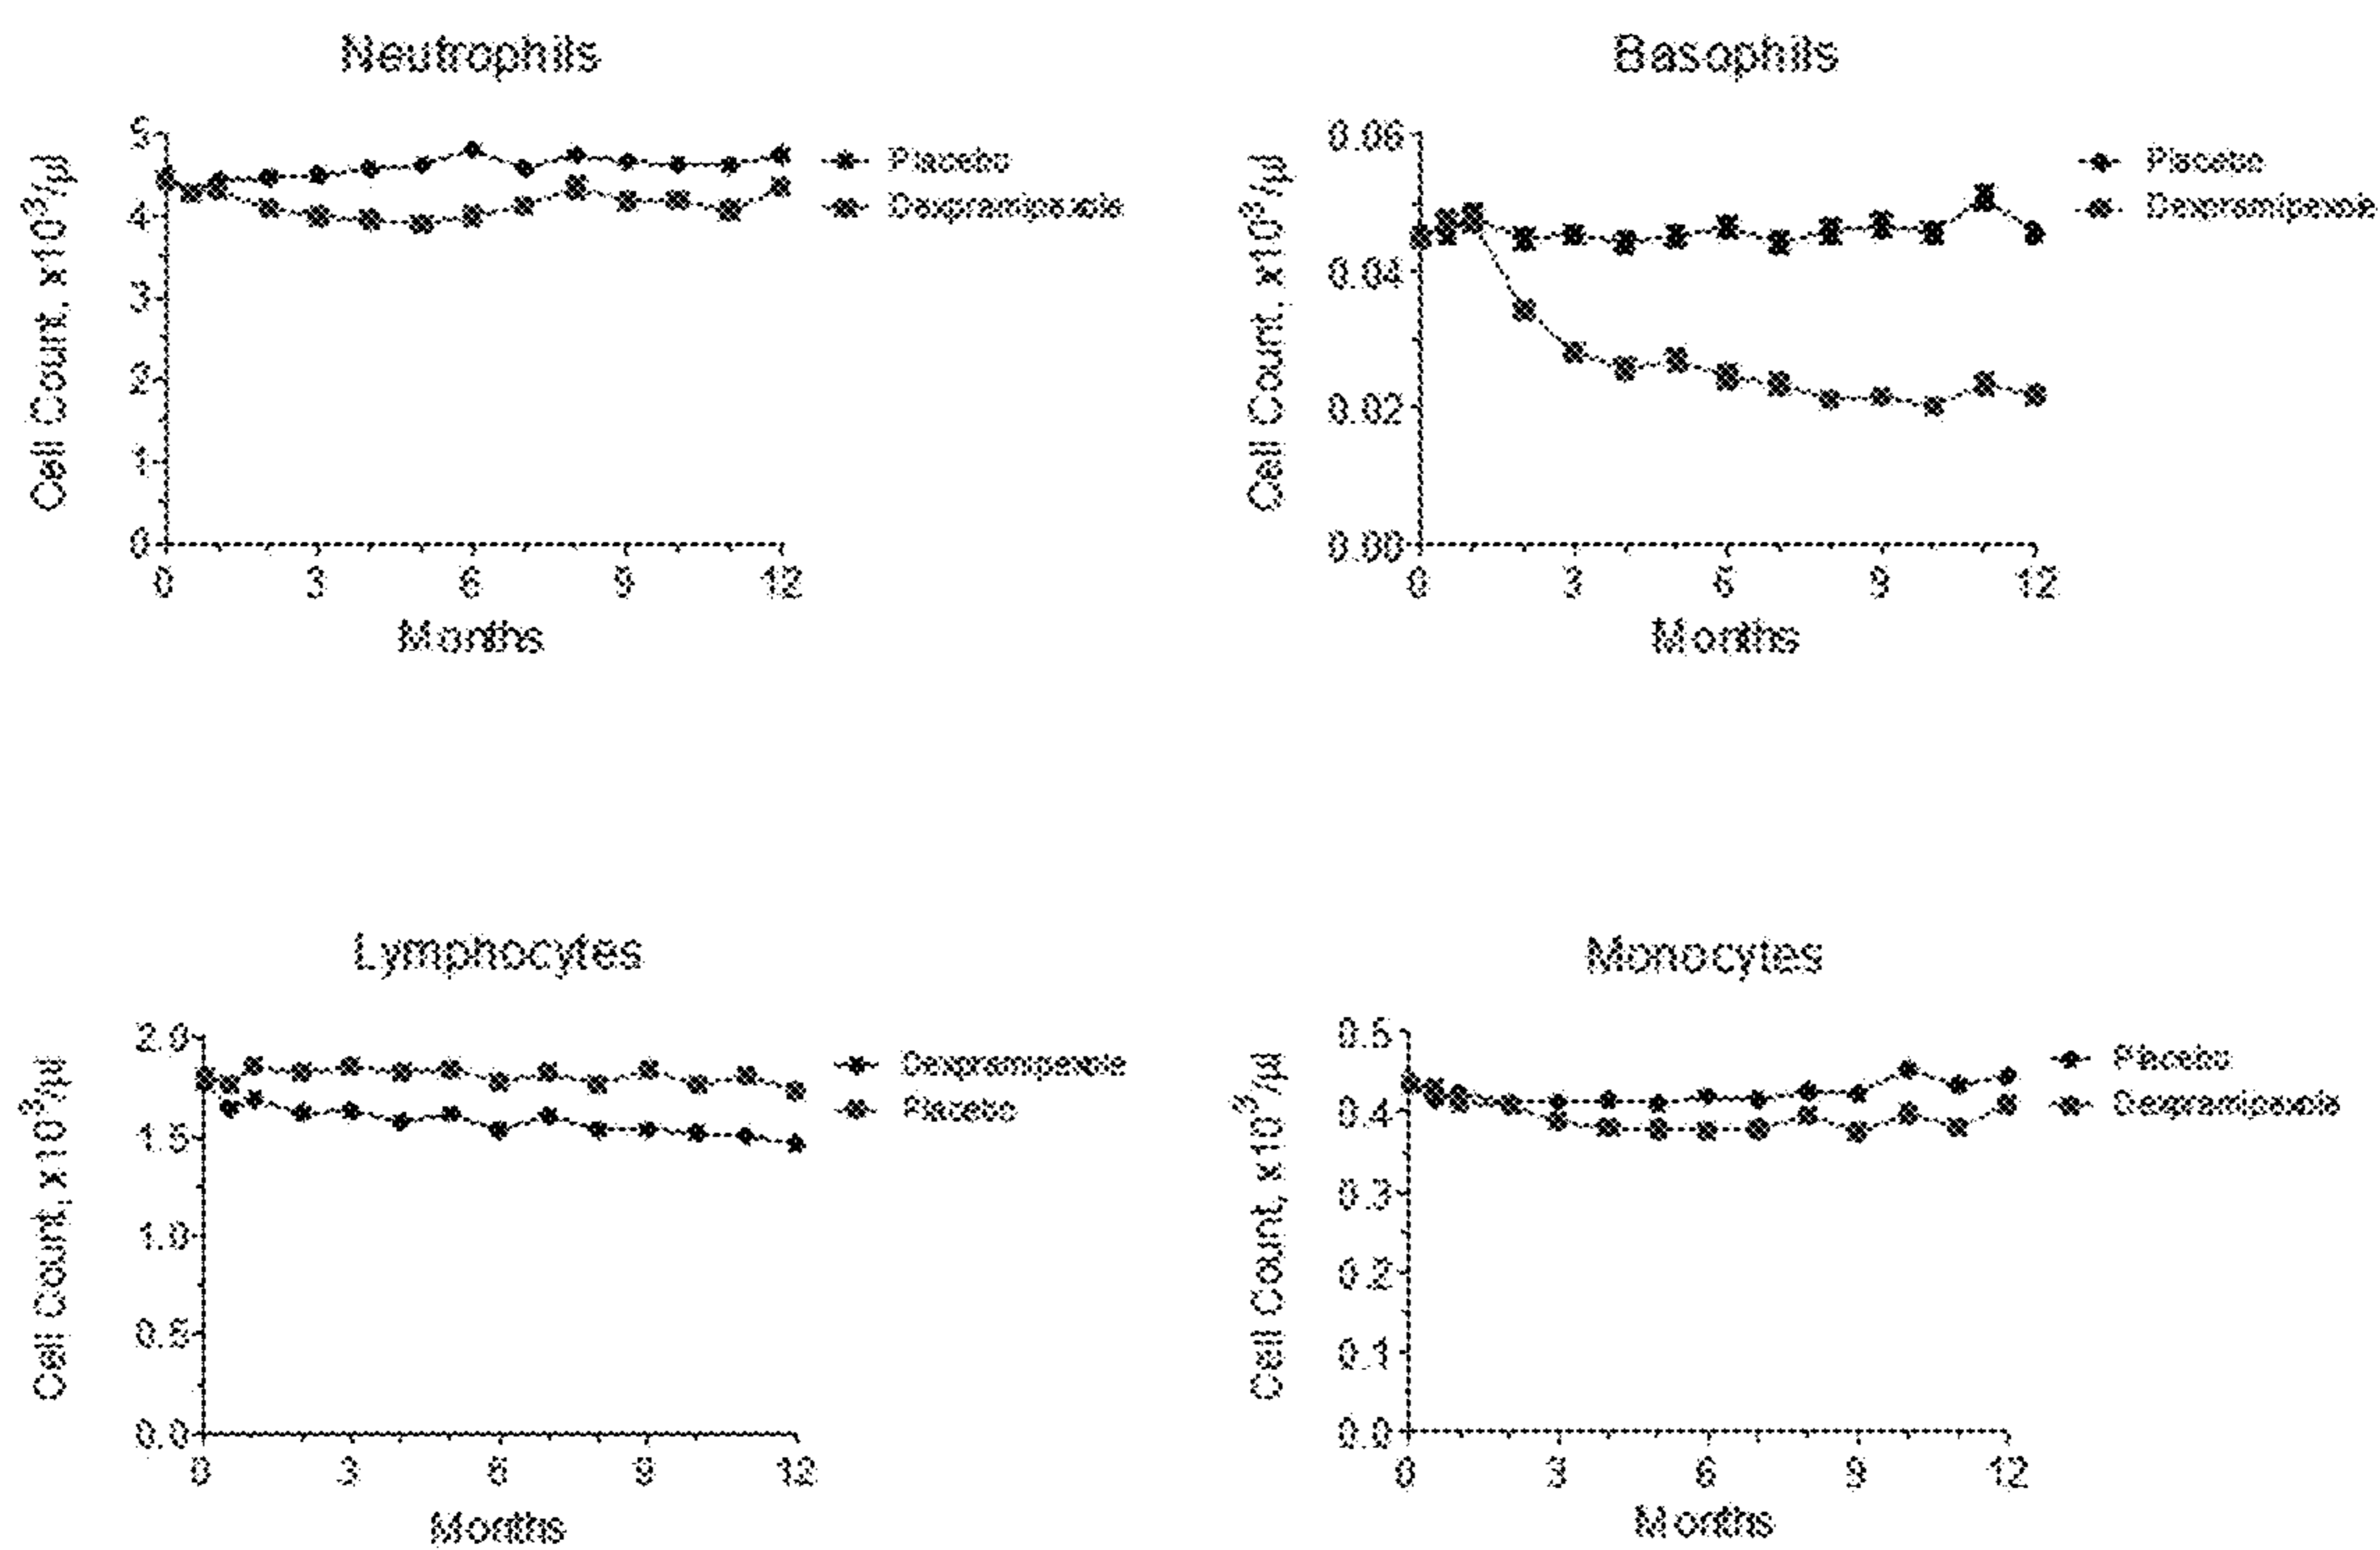 Neutrophils
Cell Count, x10³/µl
5
4
3
2
1
0
0 3 6 9 12
Months
Placebo
Dexpramipexole
Basophils
Cell Count, x10³/µl
0.06
0.04
0.02
0.00
0 3 6 9 12
Months
Placebo
Dexpramipexole
Lymphocytes
Cell Count, x10³/µl
2.0
1.5
1.0
0.5
0.0
0 3 6 9 12
Months
Dexpramipexole
Placebo
Monocytes
Cell Count, x10³/µl
0.5
0.4
0.3
0.2
0.1
0.0
0 3 6 9 12
Months
Placebo
Dexpramipexole